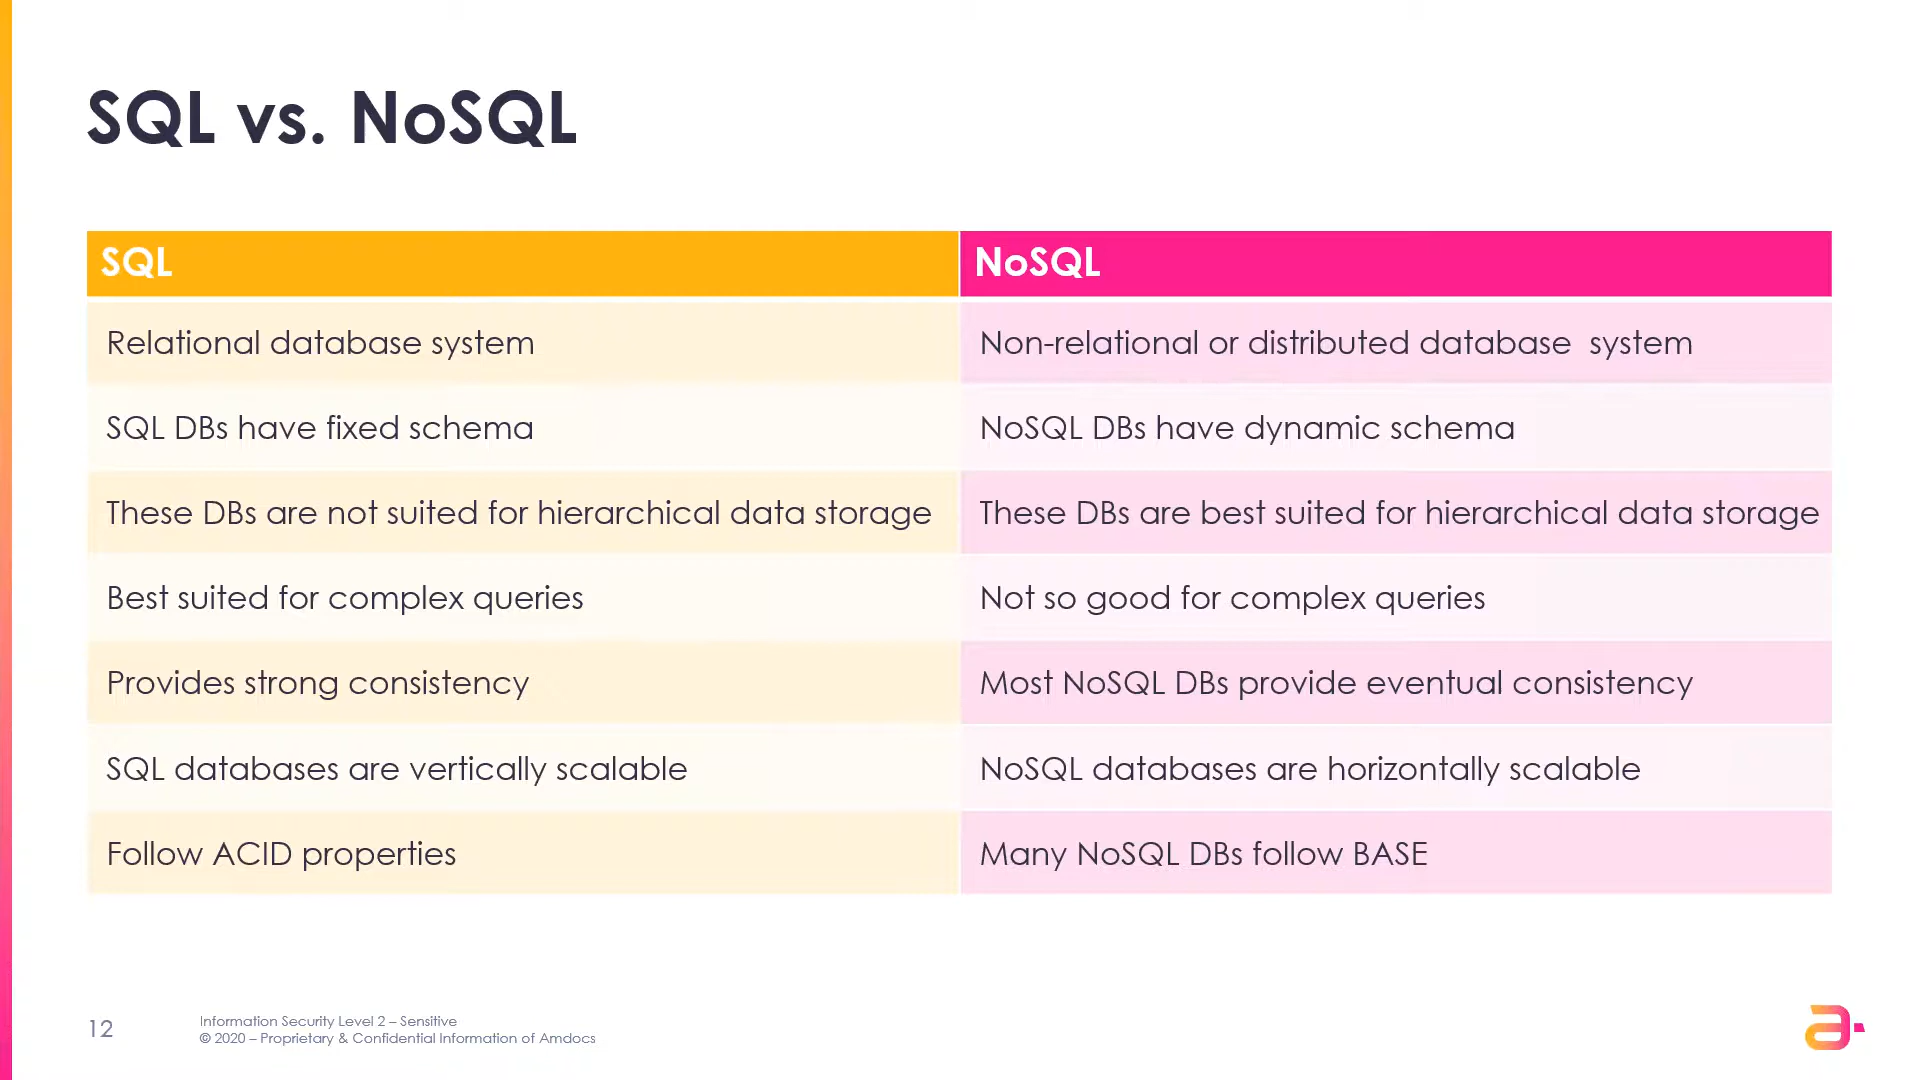 SQL vs. NoSQL
SQL
NoSQL
Relational database system
Non-relational or distributed database  system
SQL DBs have fixed schema
NoSQL DBs have dynamic schema
These DBs are not suited for hierarchical data storage
These DBs are best suited for hierarchical data storage
Best suited for complex queries
Not so good for complex queries
Provides strong consistency
Most NoSQL DBs provide eventual consistency
SQL databases are vertically scalable
NoSQL databases are horizontally scalable
Follow ACID properties
Many NoSQL DBs follow BASE
12
Information Security Level 2 – Sensitive
© 2020 – Proprietary & Confidential Information of Amdocs
a